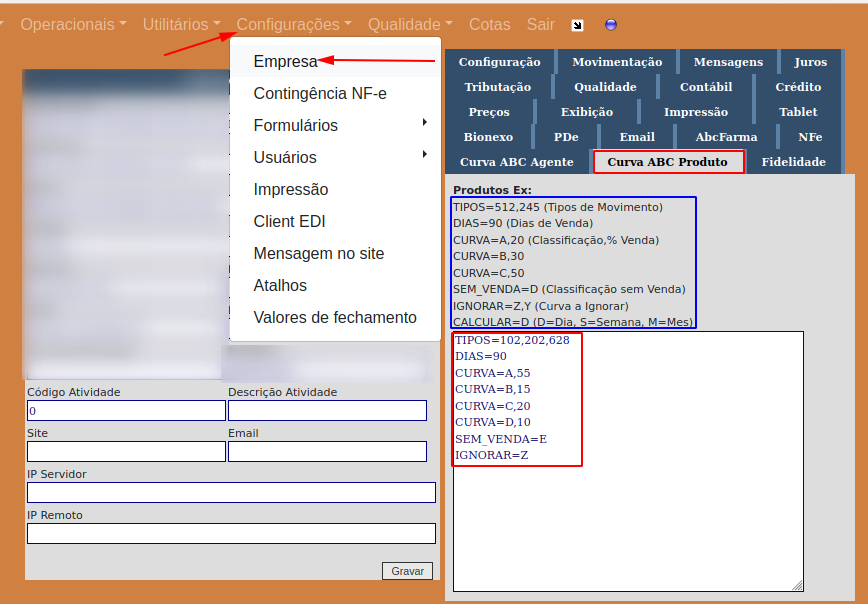 Operacionais Utilitários Configurações Qualidade Cotas Sair
Empresa
Contingência NF-e
Formulários
Usuários
Impressão
Client EDI
Mensagem no site
Atalhos
Valores de fechamento
Código Atividade Descrição Atividade
0
Site Email
IP Servidor
IP Remoto
Gravar
Configuração Movimentação Mensagens Juros
Tributação Qualidade Contábil Crédito
Preços Exibição Impressão Tablet
Bionexo PDe Email AbcFarma NFe
Curva ABC Agente Curva ABC Produto Fidelidade
Produtos Ex:
TIPOS=512,245 (Tipos de Movimento)
DIAS=90 (Dias de Venda)
CURVA=A,20 (Classificação,% Venda)
CURVA=B,30
CURVA=C,50
SEM_VENDA=D (Classificação sem Venda)
IGNORAR=Z,Y (Curva a Ignorar)
CALCULAR=D (D=Dia, S=Semana, M=Mes)
TIPOS=102,202,628
DIAS=90
CURVA=A,55
CURVA=B,15
CURVA=C,20
CURVA=D,10
SEM_VENDA=E
IGNORAR=Z